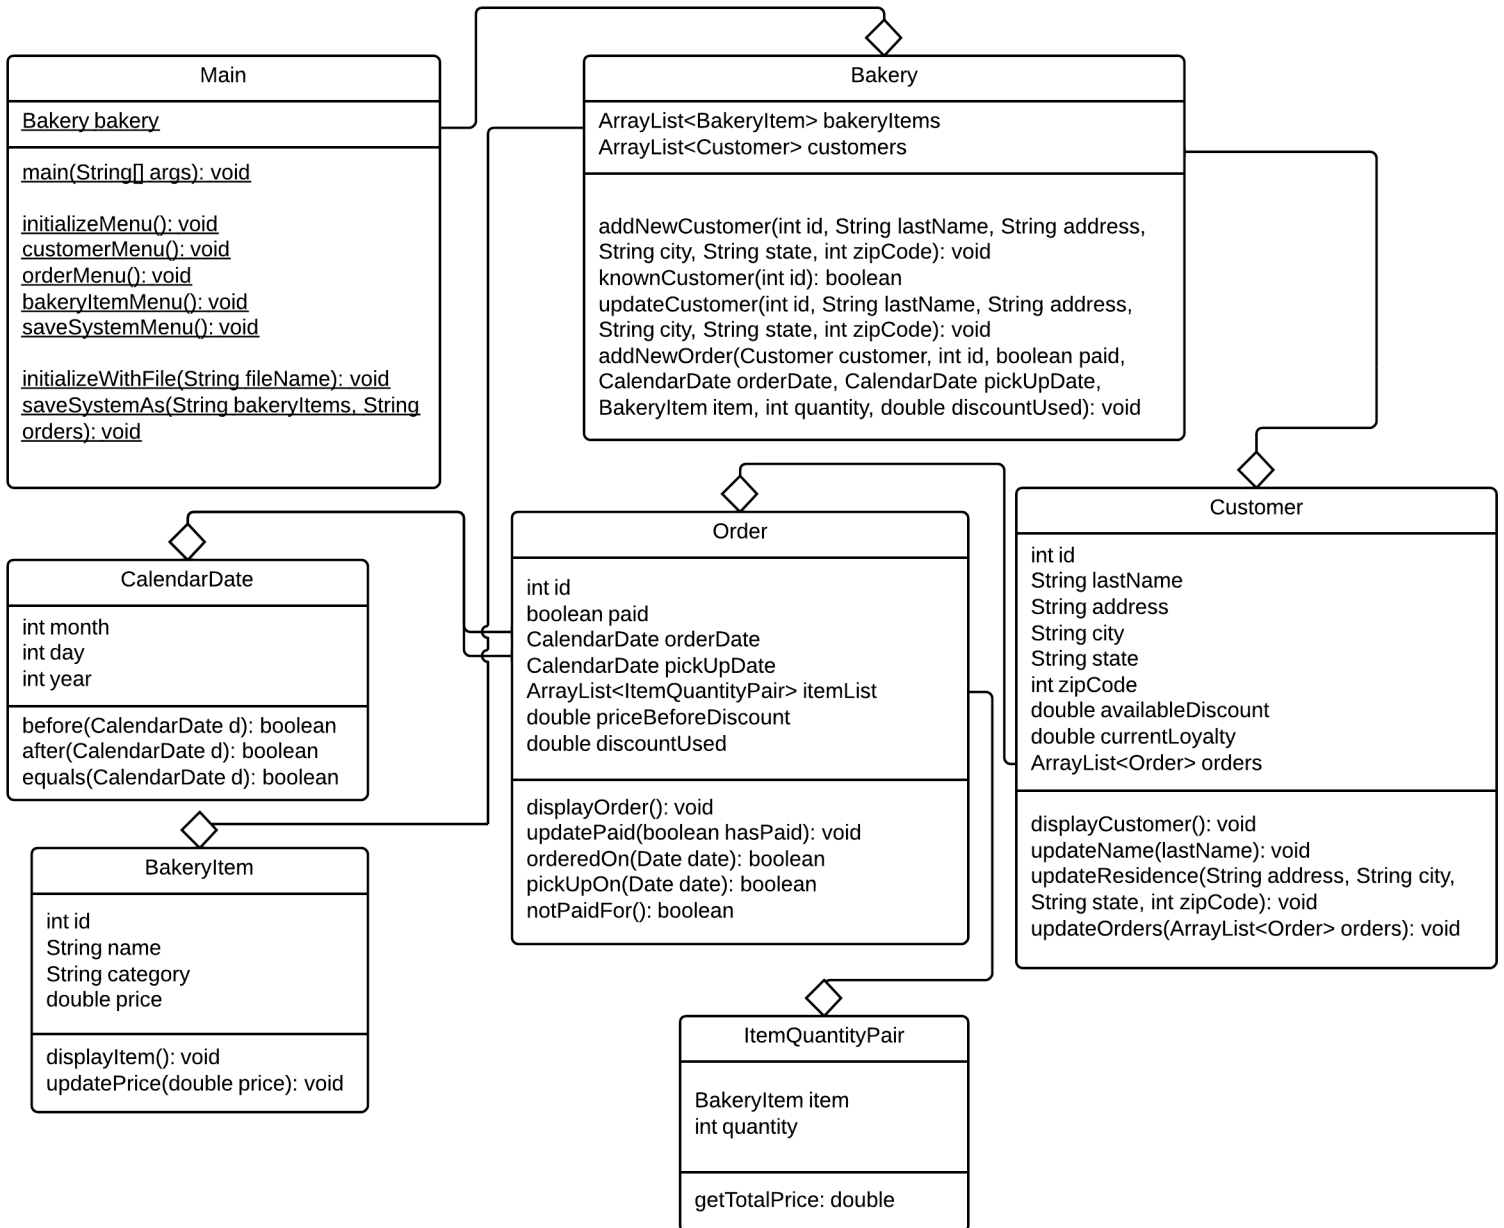 Main
Bakery bakery
main(String[] args): void
initializeMenu(): void
customerMenu(): void
orderMenu(): void
bakeryItemMenu(): void
saveSystemMenu(): void
initializeWithFile(String fileName): void
saveSystemAs(String bakeryItems, String
orders): void
Bakery
ArrayList<BakeryItem> bakeryItems
ArrayList<Customer> customers
addNewCustomer(int id, String lastName, String address,
String city, String state, int zipCode): void
knownCustomer(int id): boolean
updateCustomer(int id, String lastName, String address,
String city, String state, int zipCode): void
addNewOrder(Customer customer, int id, boolean paid,
CalendarDate orderDate, CalendarDate pickUpDate,
BakeryItem item, int quantity, double discountUsed): void
CalendarDate
int month
int day
int year
before(CalendarDate d): boolean
after(CalendarDate d): boolean
equals(CalendarDate d): boolean
Order
int id
boolean paid
CalendarDate orderDate
CalendarDate pickUpDate
ArrayList<ItemQuantityPair> itemList
double priceBeforeDiscount
double discountUsed
displayOrder(): void
updatePaid(boolean hasPaid): void
orderedOn(Date date): boolean
pickUpOn(Date date): boolean
notPaidFor(): boolean
Customer
int id
String lastName
String address
String city
String state
int zipCode
double availableDiscount
double currentLoyalty
ArrayList<Order> orders
displayCustomer(): void
updateName(lastName): void
updateResidence(String address, String city,
String state, int zipCode): void
updateOrders(ArrayList<Order> orders): void
BakeryItem
int id
String name
String category
double price
displayItem(): void
updatePrice(double price): void
ItemQuantityPair
BakeryItem item
int quantity
getTotalPrice: double